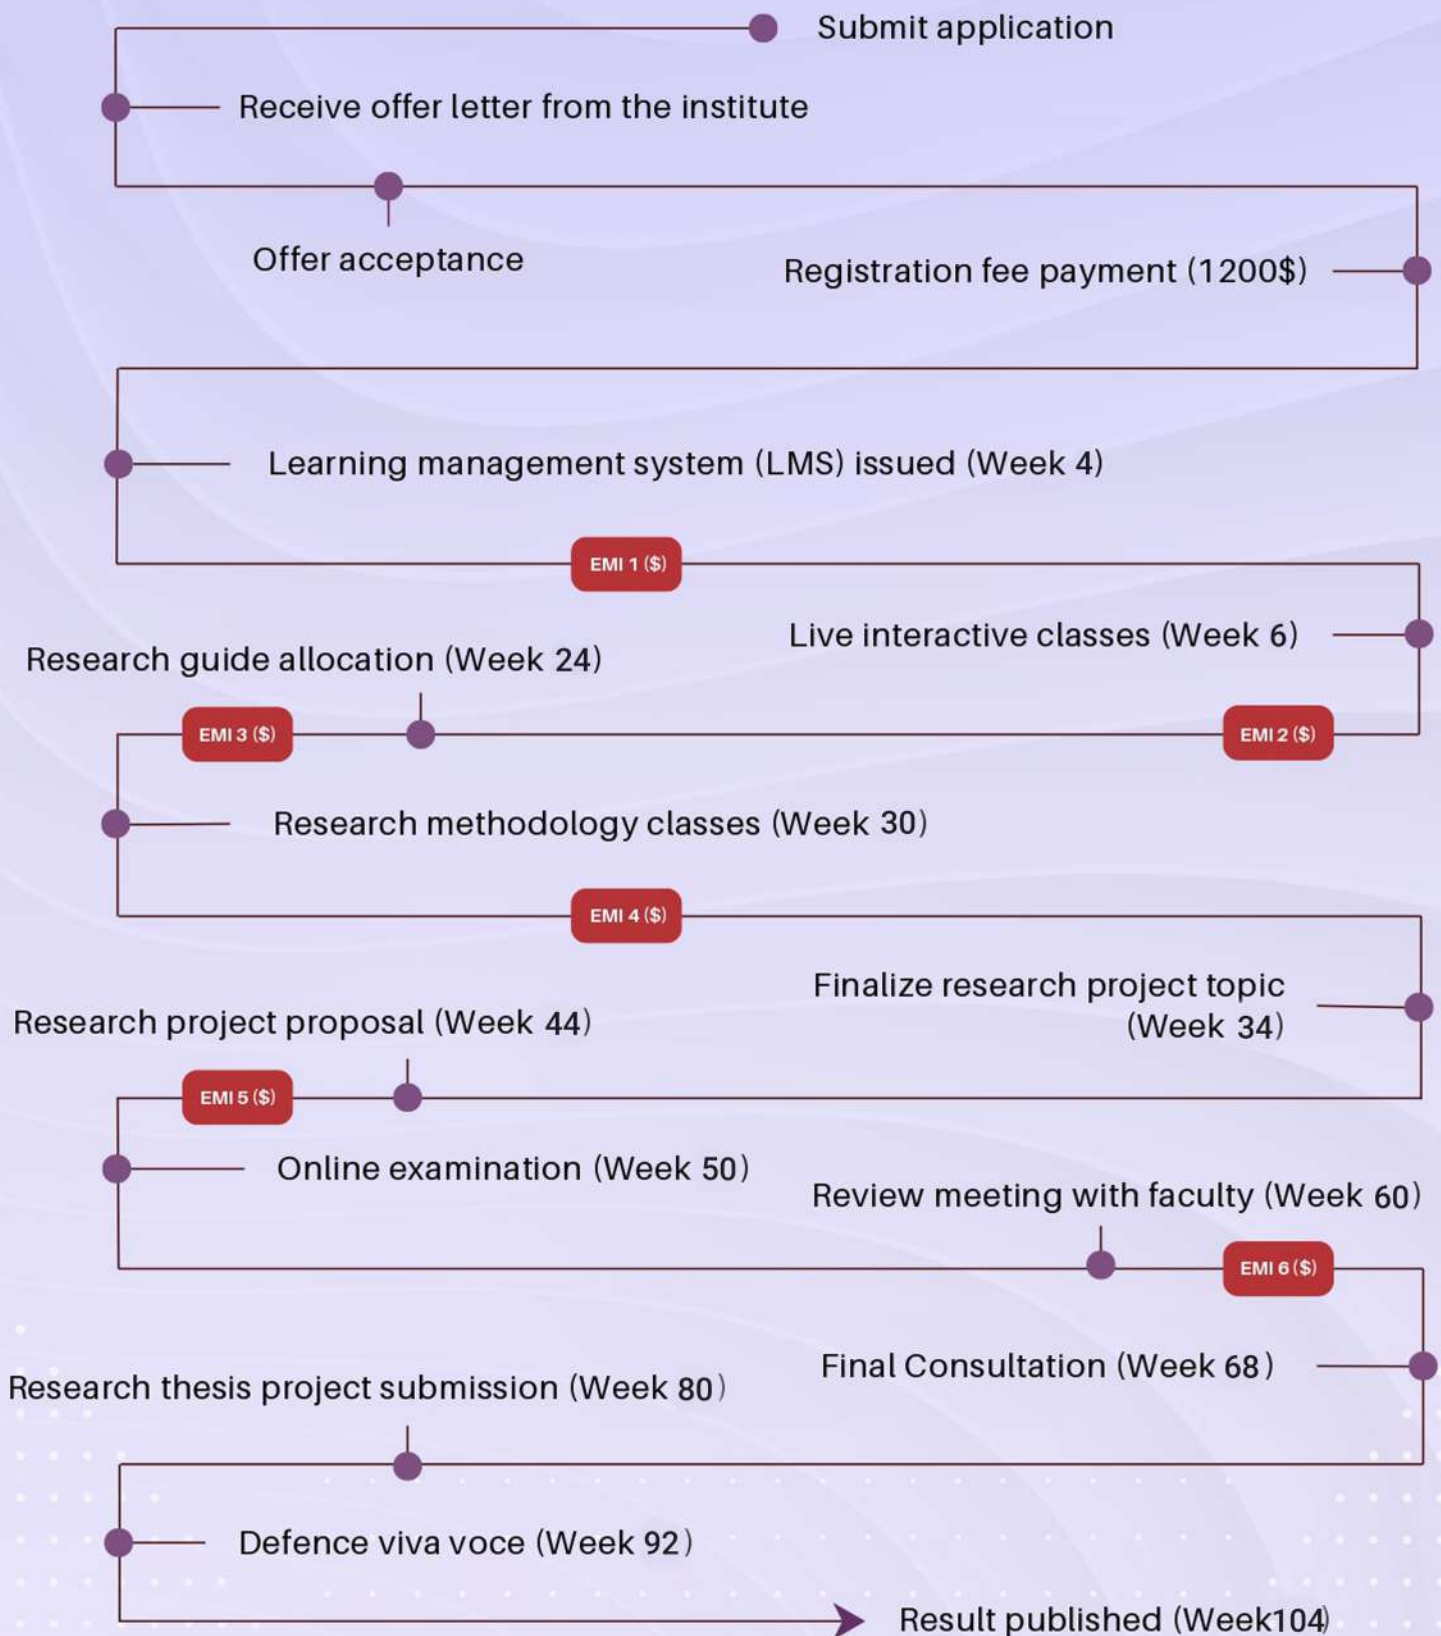 Submit application
Receive offer letter from the institute
Offer acceptance
Registration fee payment (1200$)
Learning management system (LMS) issued (Week 4)
EMI 1 ($)
Live interactive classes (Week 6)
EMI 2 ($)
Research guide allocation (Week 24)
EMI 3 ($)
Research methodology classes (Week 30)
EMI 4 ($)
Finalize research project topic
(Week 34)
Research project proposal (Week 44)
EMI 5 ($)
Online examination (Week 50)
Review meeting with faculty (Week 60)
EMI 6 ($)
Final Consultation (Week 68)
Research thesis project submission (Week 80)
Defence viva voce (Week 92)
Result published (Week104)